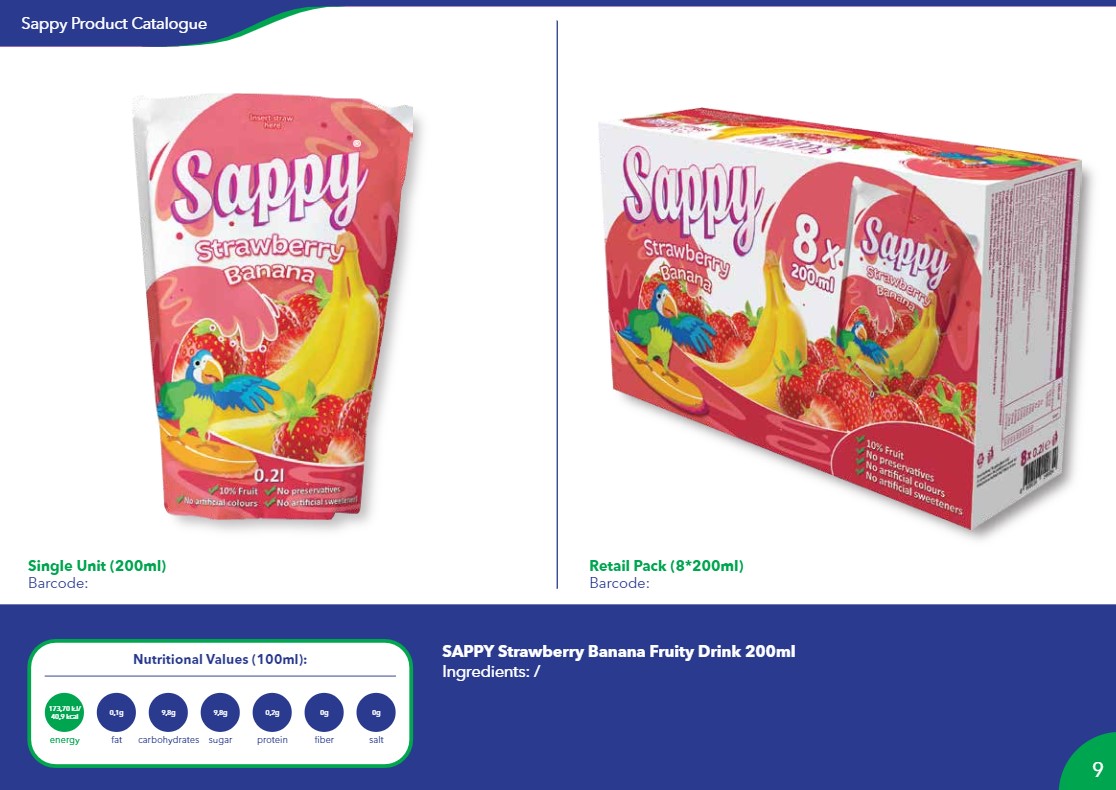 Sappy Product Catalogue
Insert straw
here
Sappy®
Strawberry
Banana
0.2l
10% Fruit
No preservatives
No artificial colours
No artificial sweeteners
Sappy
Strawberry
Banana
8x
200ml
Sappy
Strawberry
Banana
10% Fruit
No preservatives
No artificial colours
No artificial sweeteners
8x 0,2l e
Single Unit (200ml)
Barcode:
Retail Pack (8*200ml)
Barcode:
Nutritional Values (100ml):
173,70 kJ/
40,9 kcal
0,1g
9,8g
9,8g
0,2g
0g
0g
energy
fat
carbohydrates
sugar
protein
fiber
salt
SAPPY Strawberry Banana Fruity Drink 200ml
Ingredients: /
9